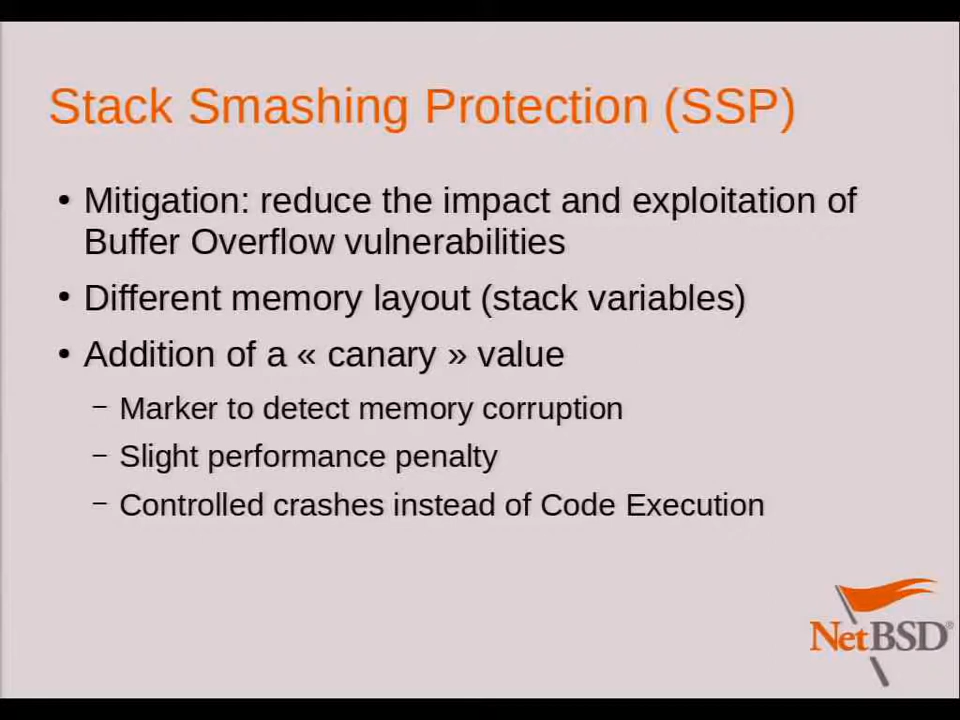 Stack Smashing Protection (SSP)
• Mitigation: reduce the impact and exploitation of
Buffer Overflow vulnerabilities
• Different memory layout (stack variables)
• Addition of a « canary » value
– Marker to detect memory corruption
– Slight performance penalty
– Controlled crashes instead of Code Execution
NetBSD®